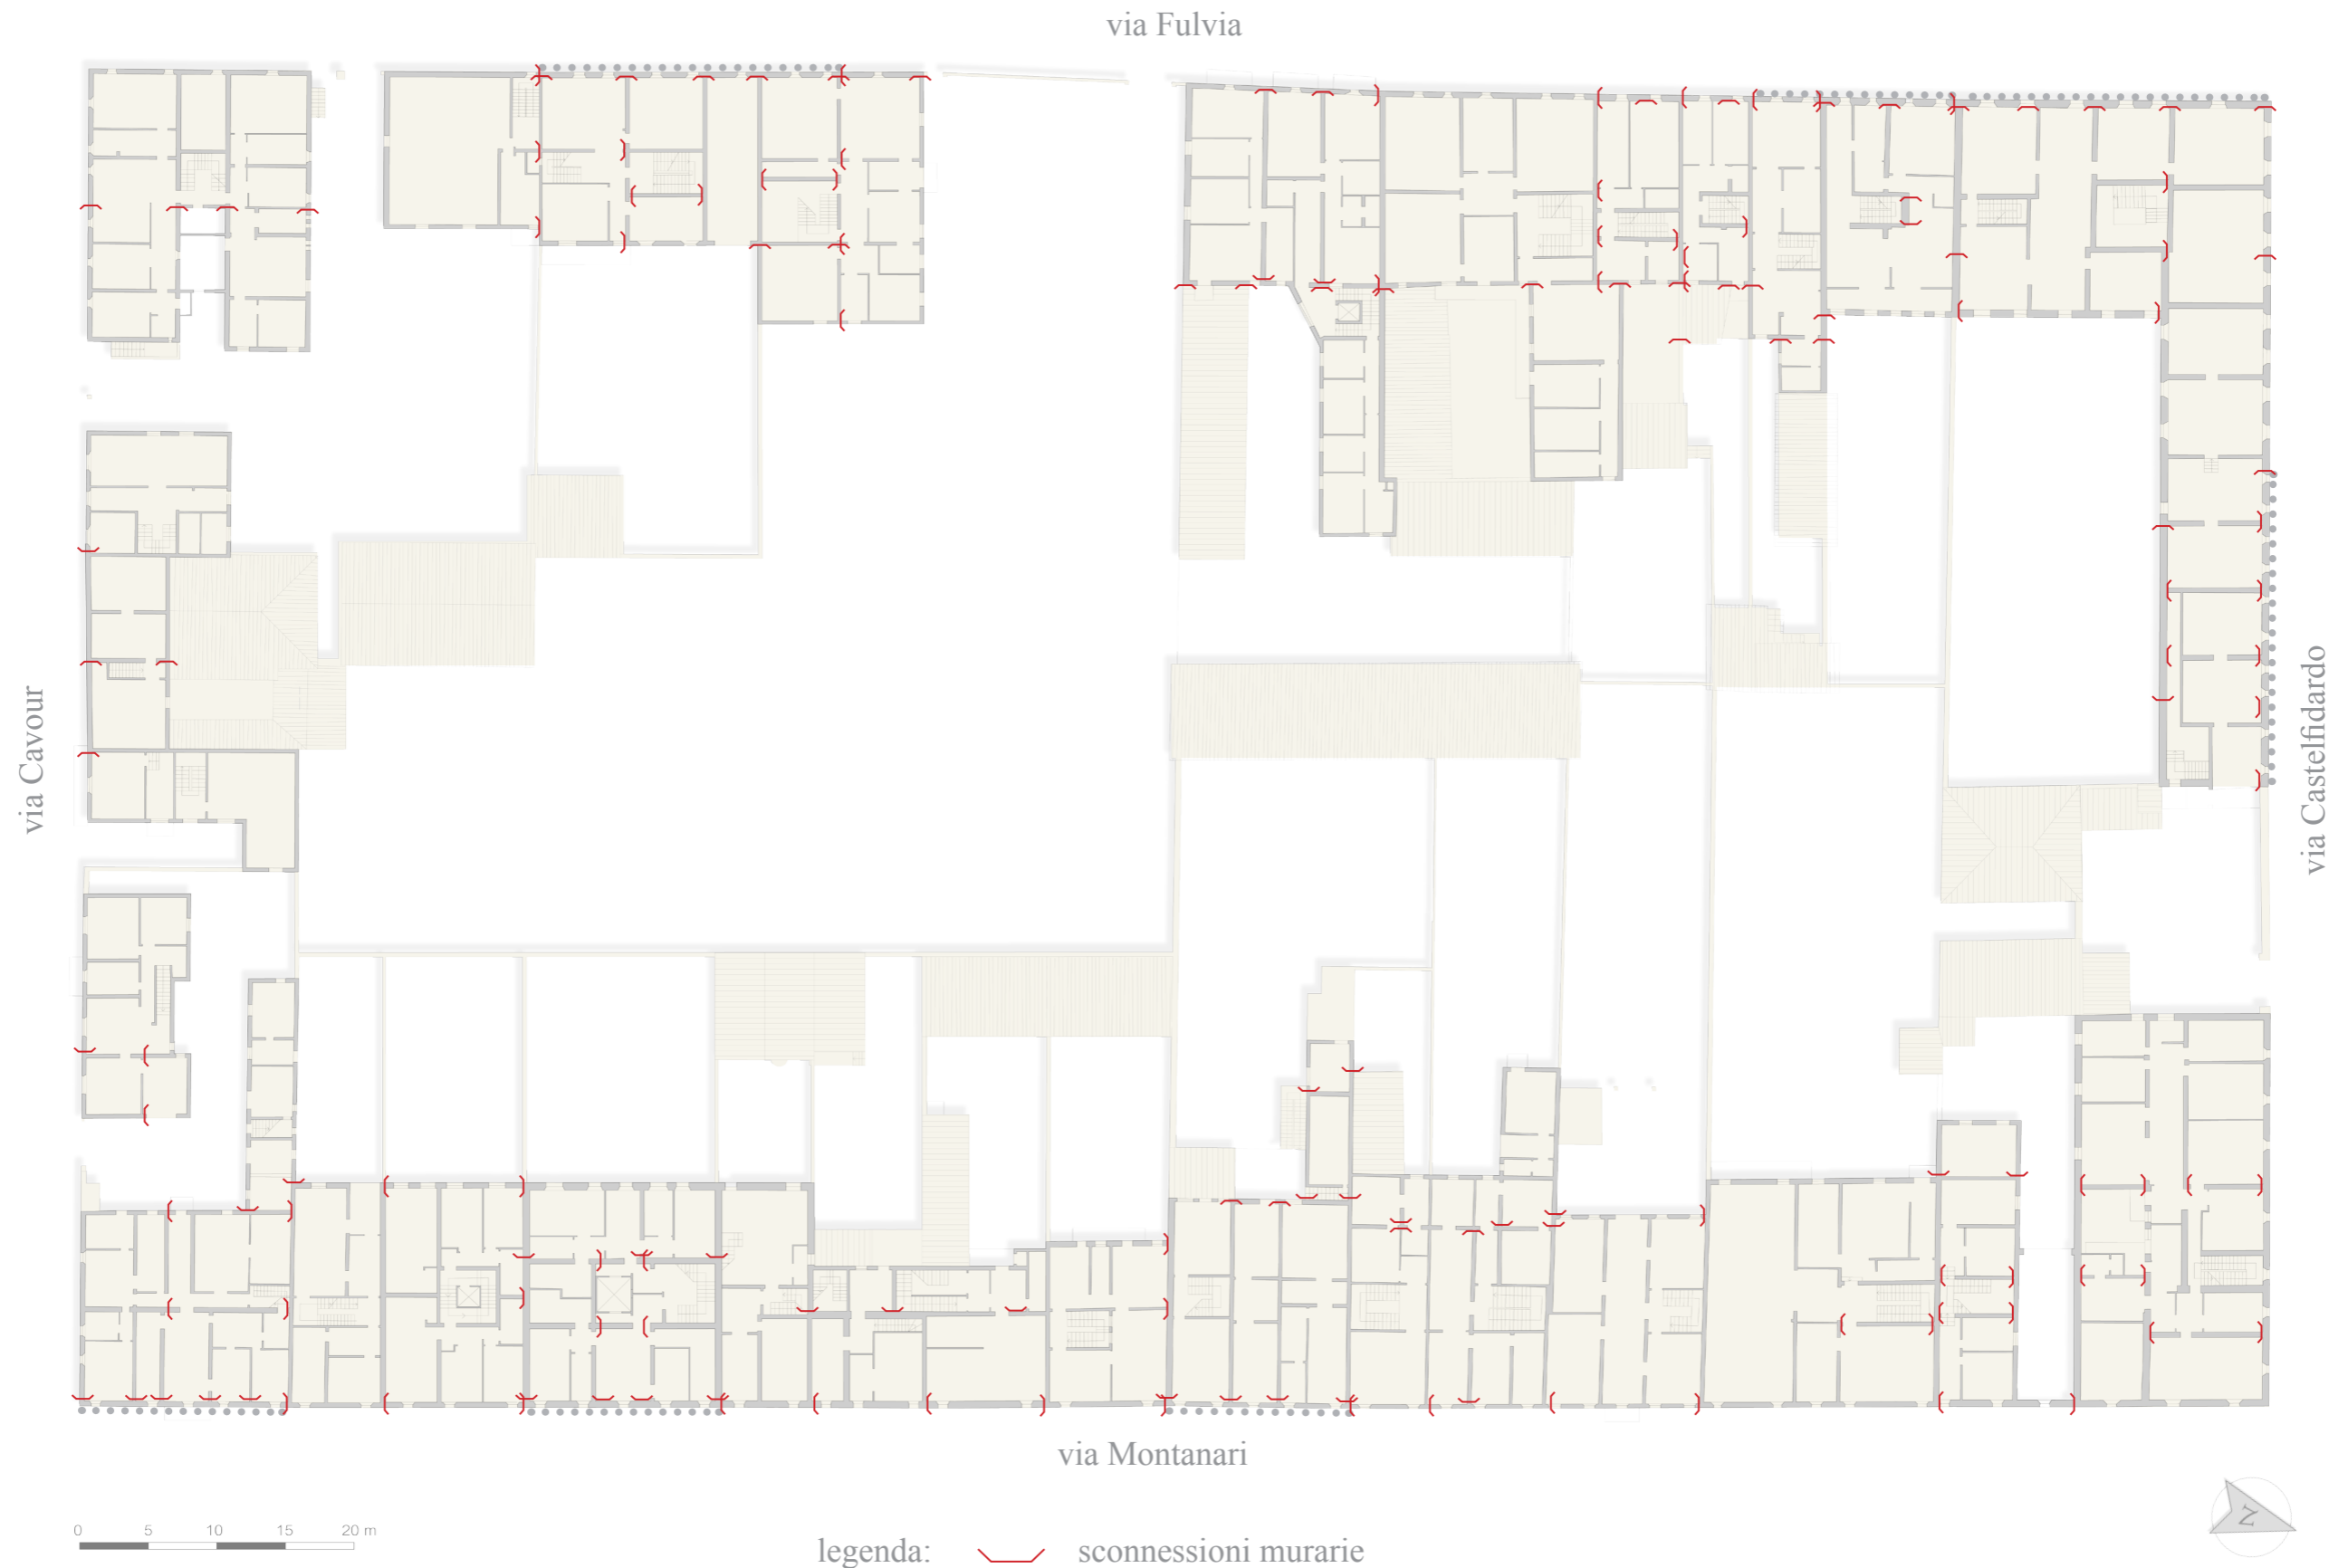 via Fulvia
via Cavour
via Castelfidardo
via Montanari
0 5 10 15 20 m
legenda: sconnessioni murarie
N